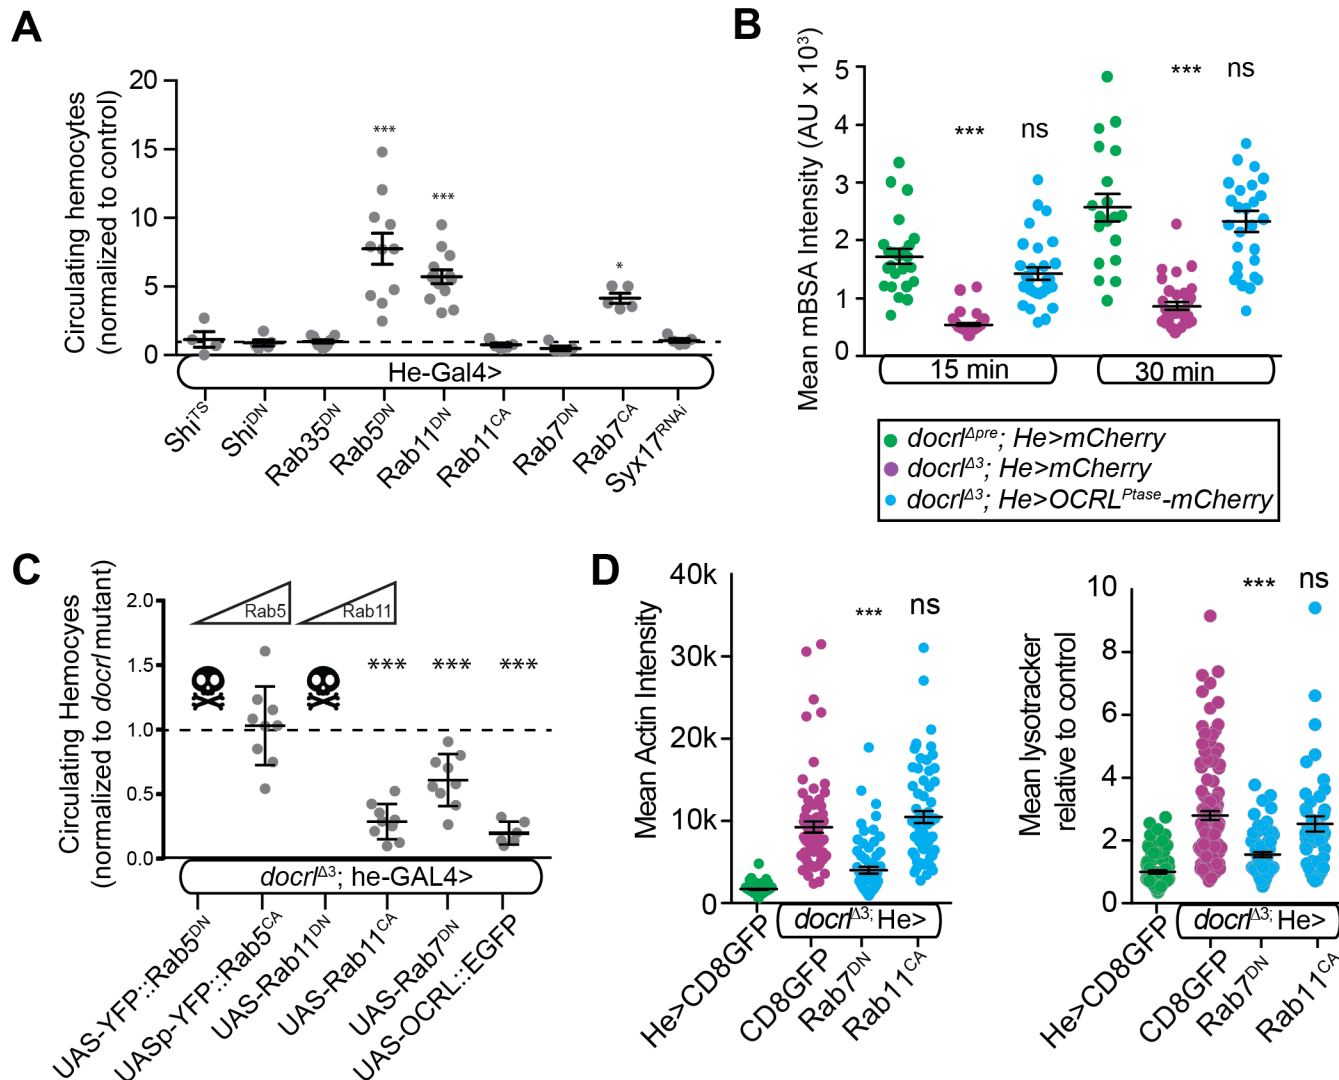 A
Circulating hemocytes
(normalized to control)
20
15
10
5
0
***
***
*
He-Gal4>
Shi^TS
Shi^DN
Rab35^DN
Rab5^DN
Rab11^DN
Rab11^CA
Rab7^DN
Rab7^CA
Syx17^RNAi
B
Mean mBSA Intensity (AU x 10³)
5
4
3
2
1
0
***
ns
***
ns
15 min
30 min
docrl^Δpre; He>mCherry
docrl^Δ3; He>mCherry
docrl^Δ3; He>OCRL^Ptase-mCherry
C
Circulating Hemocyes
(normalized to docrl mutant)
2.0
1.5
1.0
0.5
0.0
Rab5
Rab11
***
***
***
docrl^Δ3; he-GAL4>
UAS-YFP::Rab5^DN
UASp-YFP::Rab5^CA
UAS-Rab11^DN
UAS-Rab11^CA
UAS-Rab7^DN
UAS-OCRL::EGFP
D
Mean Actin Intensity
40k
30k
20k
10k
0
***
ns
docrl^Δ3; He>
He>CD8GFP
CD8GFP
Rab7^DN
Rab11^CA
Mean lysotracker
relative to control
10
8
6
4
2
0
***
ns
docrl^Δ3; He>
He>CD8GFP
CD8GFP
Rab7^DN
Rab11^CA